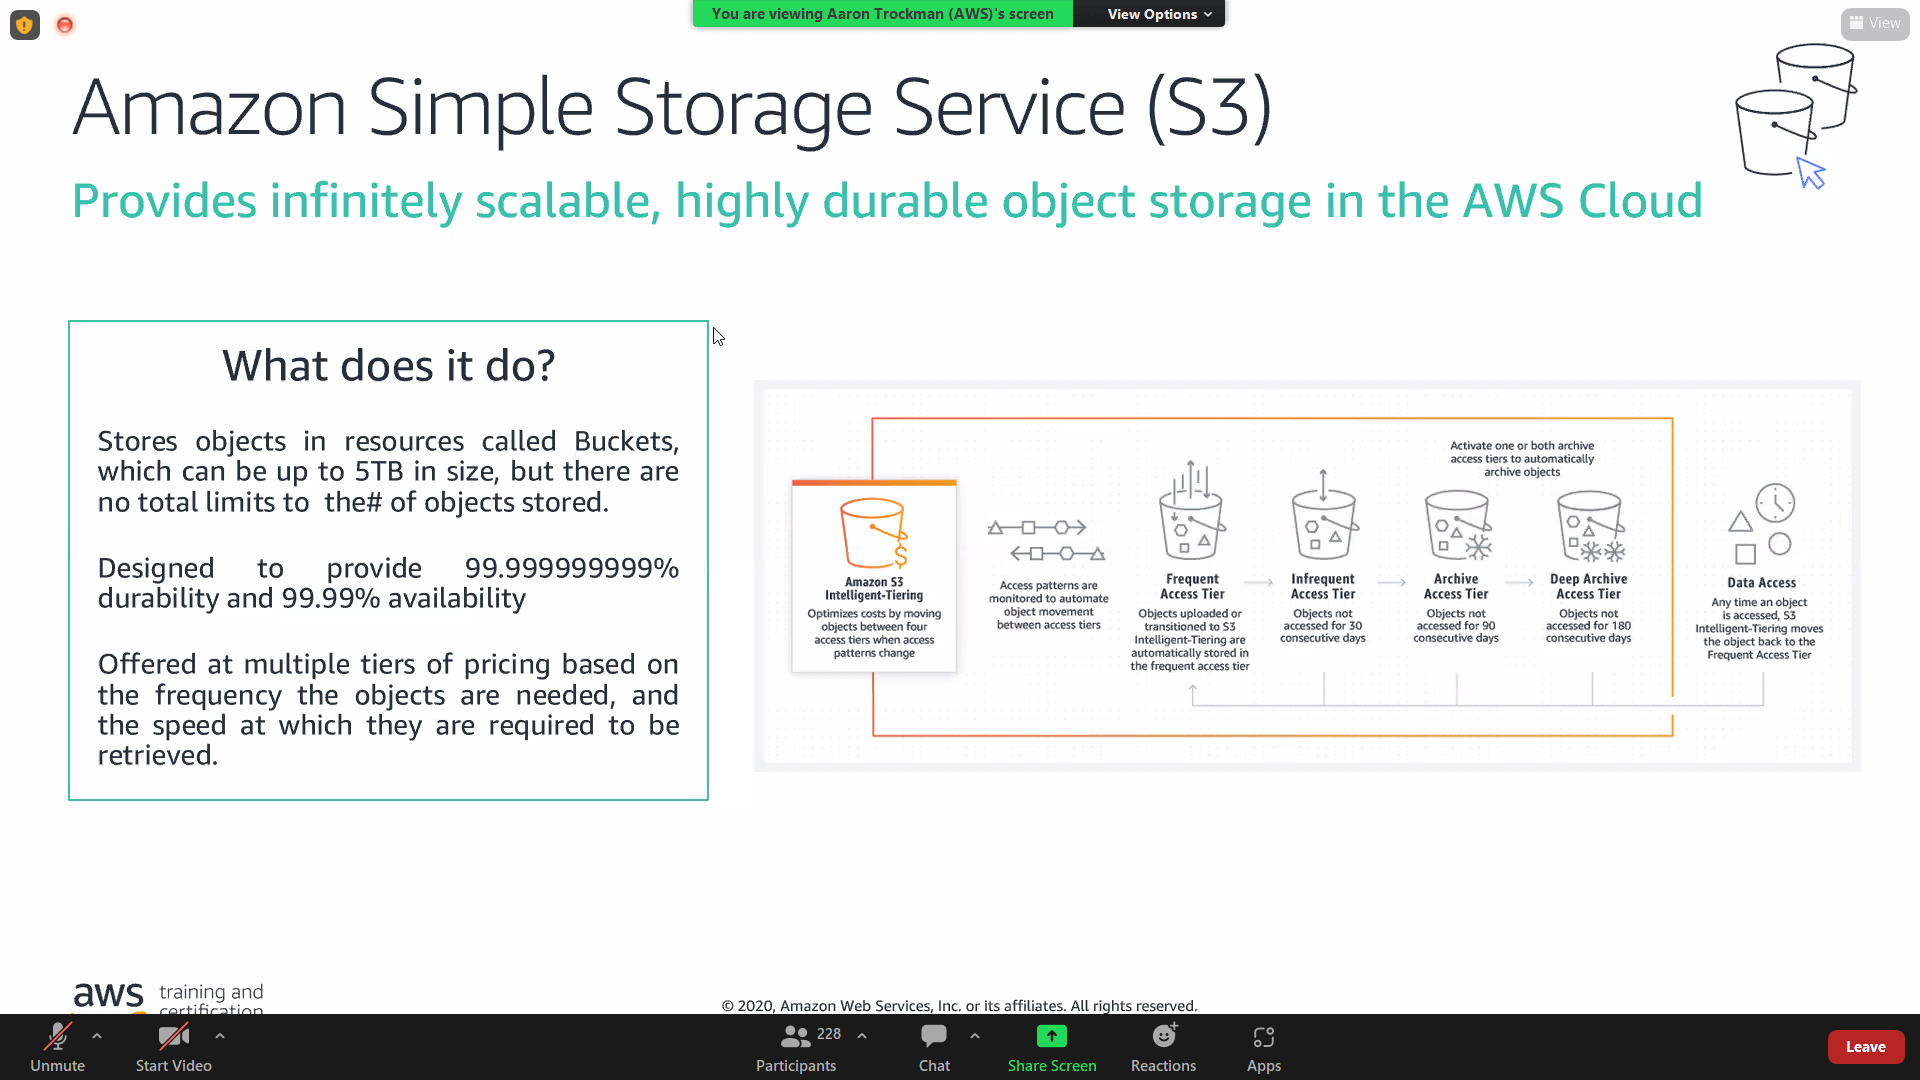 You are viewing Aaron Trockman (AWS)'s screen
View Options
View
Amazon Simple Storage Service (S3)
Provides infinitely scalable, highly durable object storage in the AWS Cloud
What does it do?
Stores objects in resources called Buckets,
which can be up to 5TB in size, but there are
no total limits to the# of objects stored.
Designed to provide 99.999999999%
durability and 99.99% availability
Offered at multiple tiers of pricing based on
the frequency the objects are needed, and
the speed at which they are required to be
retrieved.
Activate one or both archive
access tiers to automatically
archive objects
$
Amazon S3
Intelligent-Tiering
Optimizes costs by moving
objects between four
access tiers when access
patterns change
Access patterns are
monitored to automate
object movement
between access tiers
Frequent
Access Tier
Objects uploaded or
transitioned to S3
Intelligent-Tiering are
automatically stored in
the frequent access tier
Infrequent
Access Tier
Objects not
accessed for 30
consecutive days
Archive
Access Tier
Objects not
accessed for 90
consecutive days
Deep Archive
Access Tier
Objects not
accessed for 180
consecutive days
Data Access
Any time an object
is accessed, S3
Intelligent-Tiering moves
the object back to the
Frequent Access Tier
aws
training and
certification
© 2020, Amazon Web Services, Inc. or its affiliates. All rights reserved.
Unmute
Start Video
228
Participants
Chat
Share Screen
Reactions
Apps
Leave